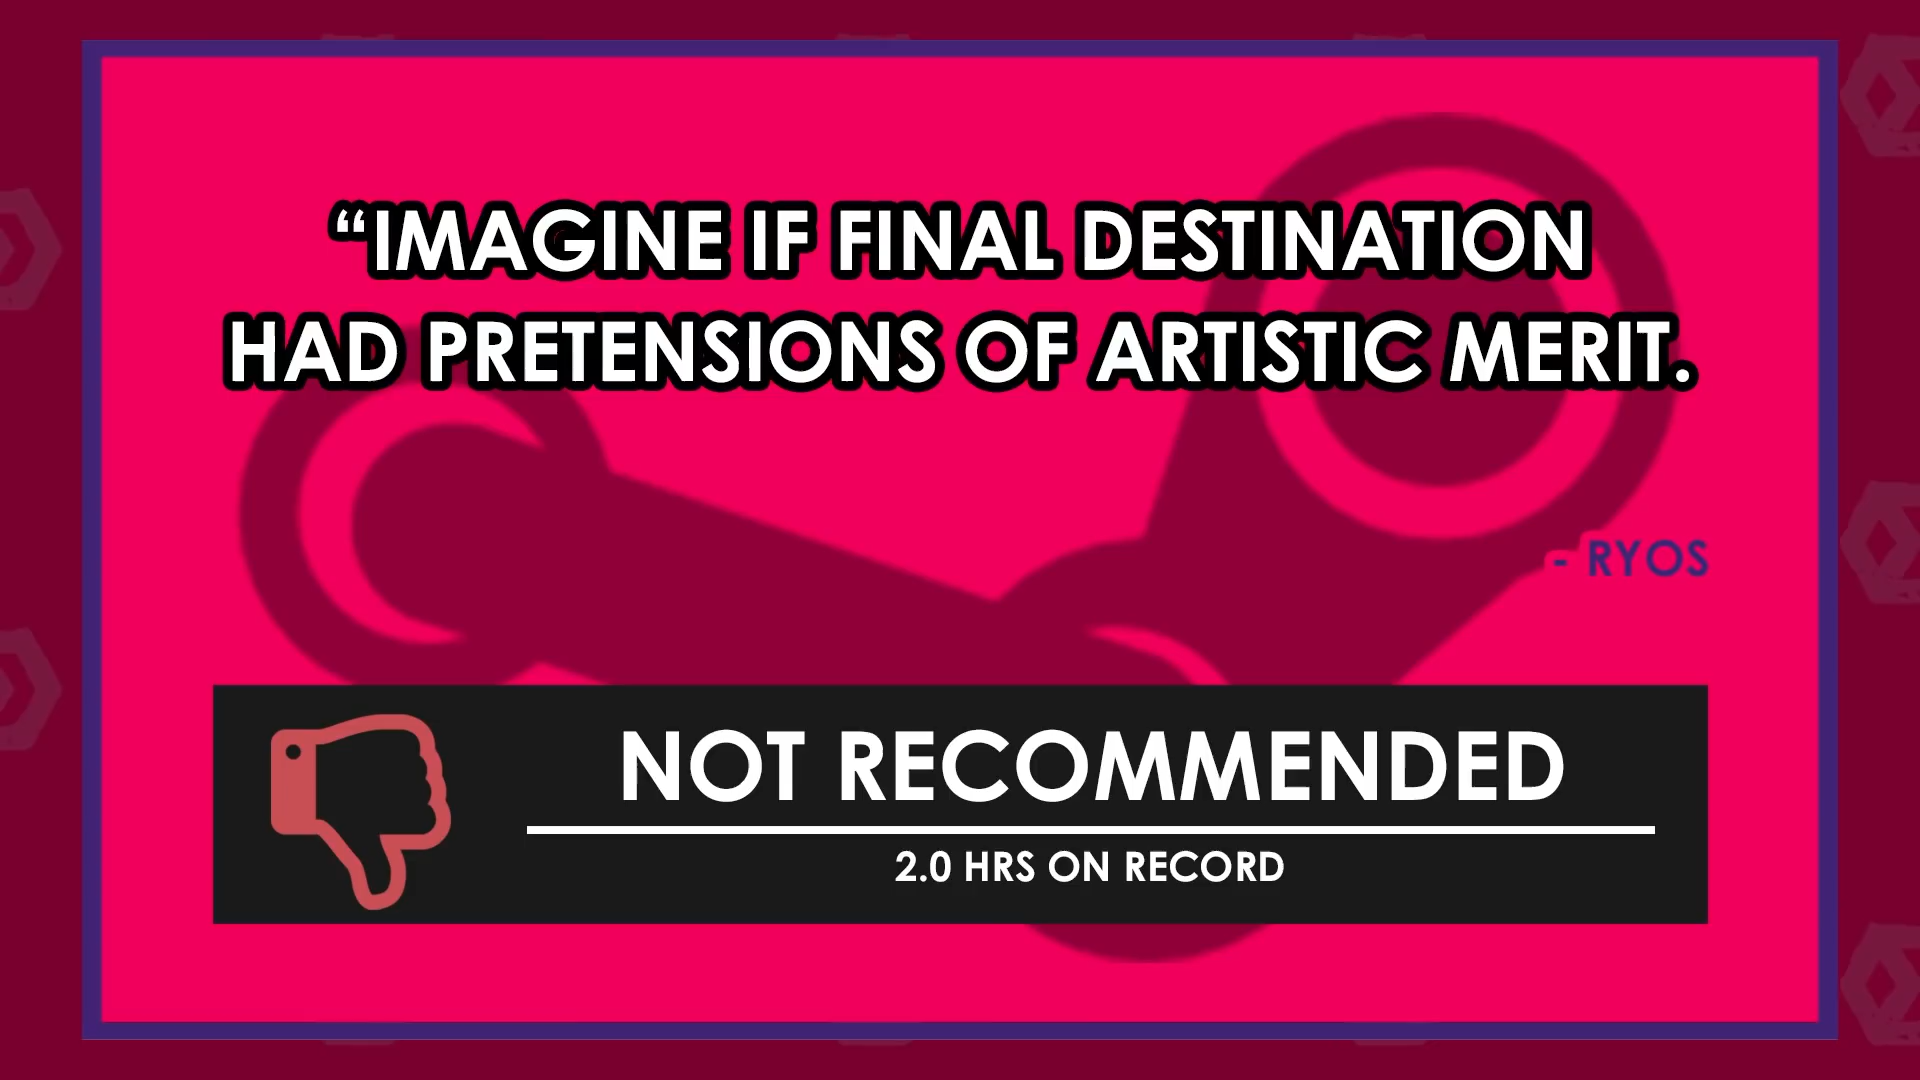 “IMAGINE IF FINAL DESTINATION
HAD PRETENSIONS OF ARTISTIC MERIT.
- RYOS
NOT RECOMMENDED
2.0 HRS ON RECORD